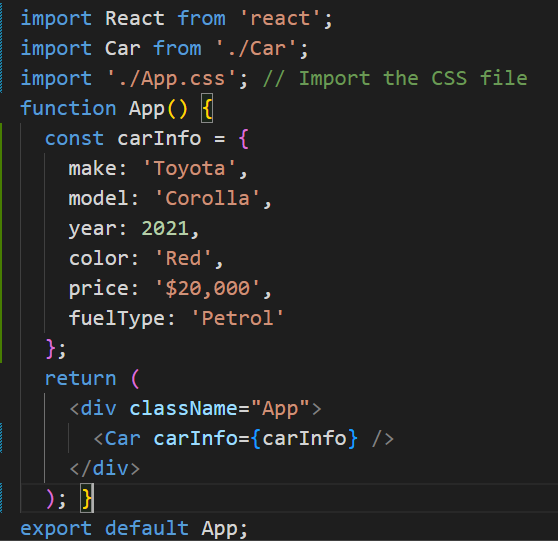 import React from 'react';
import Car from './Car';
import './App.css'; // Import the CSS file
function App() {
  const carInfo = {
    make: 'Toyota',
    model: 'Corolla',
    year: 2021,
    color: 'Red',
    price: '$20,000',
    fuelType: 'Petrol'
  };
  return (
    <div className="App">
      <Car carInfo={carInfo} />
    </div>
  ); }
export default App;